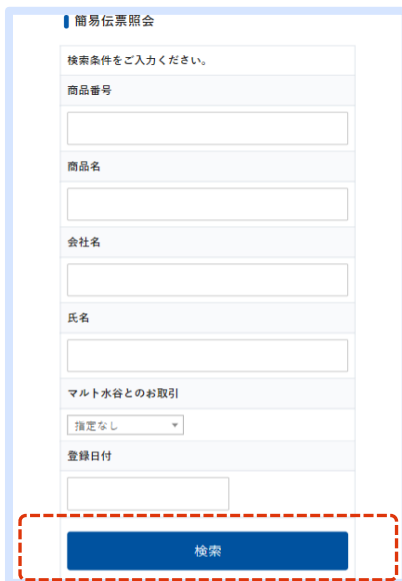 簡易伝票照会
検索条件をご入力ください。
商品番号
商品名
会社名
氏名
マルト水谷とのお取引
指定なし
登録日付
検索